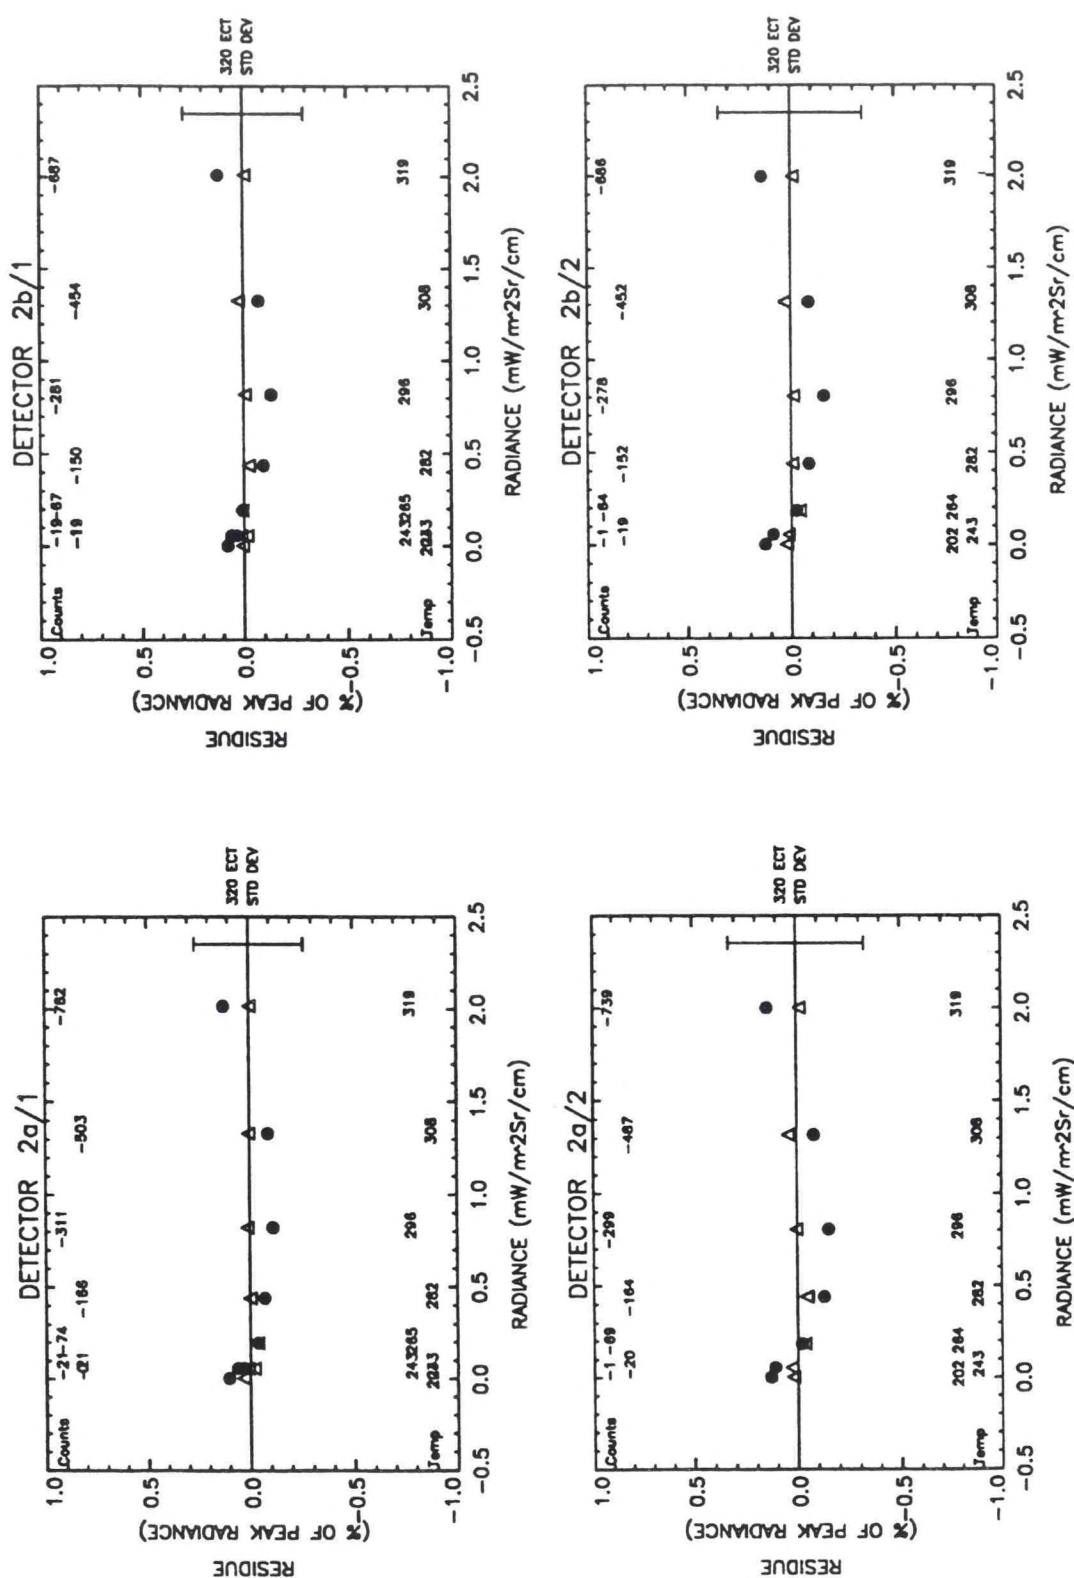 DETECTOR 2a/1
1.0
0.5
0.0
-0.5
-1.0
RESIDUE
(% OF PEAK RADIANCE)
Counts
-21-74
-311
-762
-021
-166
-503
243265
296
319
Temp
282
308
-0.5
0.0
0.5
1.0
1.5
2.0
2.5
RADIANCE (mW/m^2Sr/cm)
320 ECT
STD DEV
DETECTOR 2b/1
1.0
0.5
0.0
-0.5
-1.0
RESIDUE
(% OF PEAK RADIANCE)
Counts
-19-67
-281
-687
-19
-150
-454
243265
296
319
Temp
282
308
-0.5
0.0
0.5
1.0
1.5
2.0
2.5
RADIANCE (mW/m^2Sr/cm)
320 ECT
STD DEV
DETECTOR 2a/2
1.0
0.5
0.0
-0.5
-1.0
RESIDUE
(% OF PEAK RADIANCE)
Counts
-1 -69
-299
-739
-20
-164
-487
202 264
296
319
Temp
243
282
308
-0.5
0.0
0.5
1.0
1.5
2.0
2.5
RADIANCE (mW/m^2Sr/cm)
320 ECT
STD DEV
DETECTOR 2b/2
1.0
0.5
0.0
-0.5
-1.0
RESIDUE
(% OF PEAK RADIANCE)
Counts
-1 -64
-278
-686
-19
-152
-452
202 264
296
319
Temp
243
282
308
-0.5
0.0
0.5
1.0
1.5
2.0
2.5
RADIANCE (mW/m^2Sr/cm)
320 ECT
STD DEV